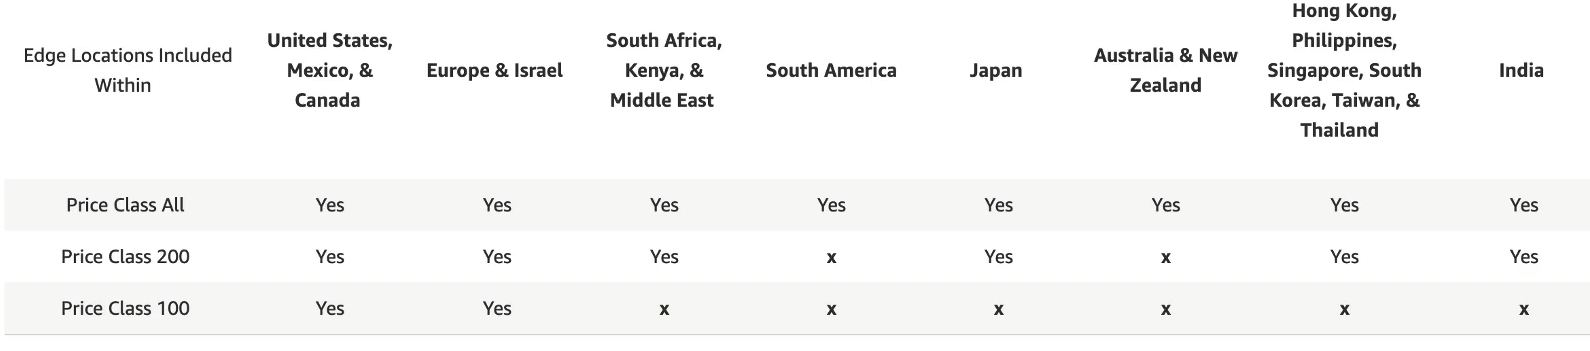 Edge Locations Included
Within
United States,
Mexico, &
Canada
Europe & Israel
South Africa,
Kenya, &
Middle East
South America
Japan
Australia & New
Zealand
Hong Kong,
Philippines,
Singapore, South
Korea, Taiwan, &
Thailand
India
Price Class All Yes Yes Yes Yes Yes Yes Yes Yes
Price Class 200 Yes Yes Yes x Yes x Yes Yes
Price Class 100 Yes Yes x x x x x x